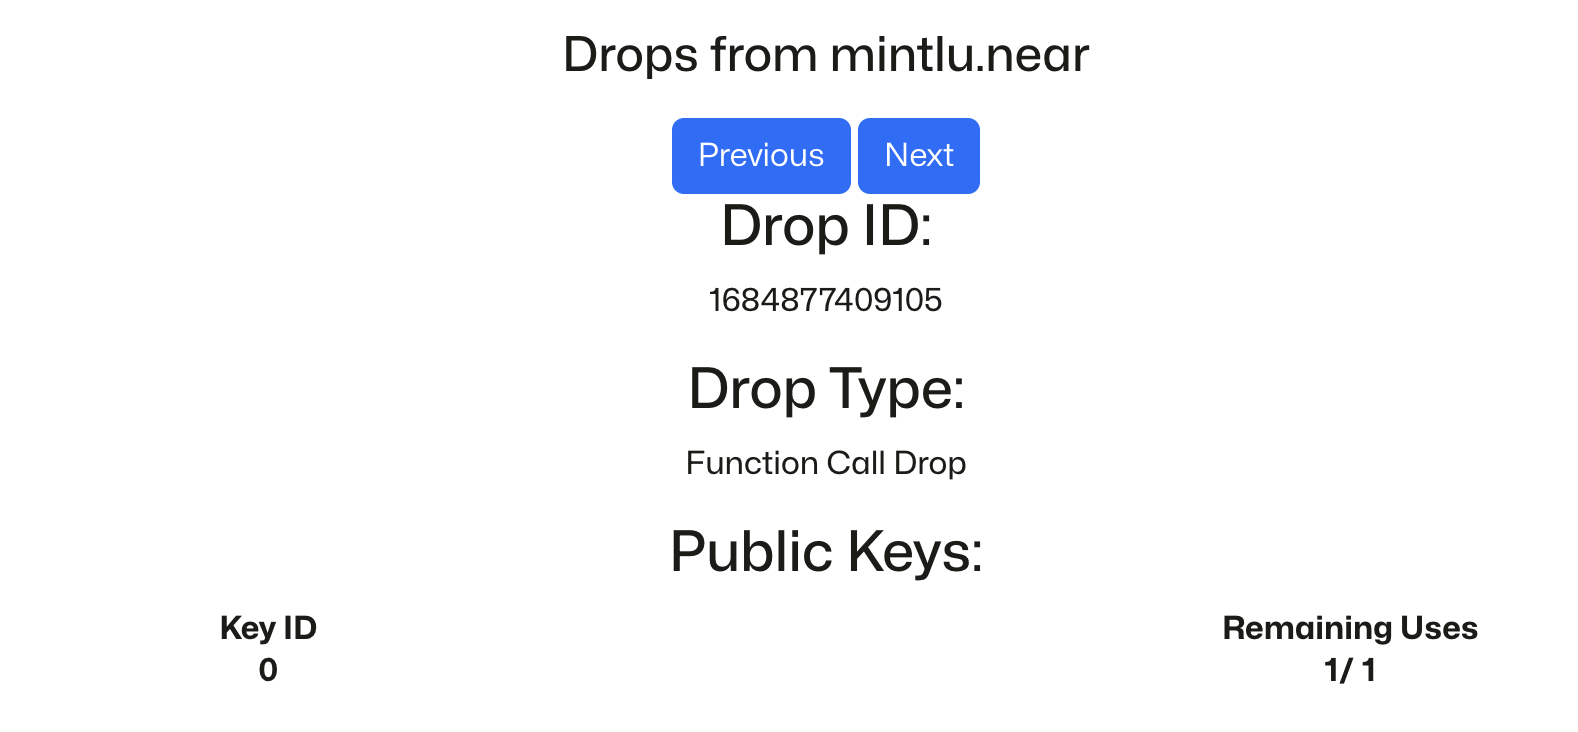 Drops from mintlu.near
Previous Next
Drop ID:
1684877409105
Drop Type:
Function Call Drop
Public Keys:
Key ID Remaining Uses
0 1/ 1